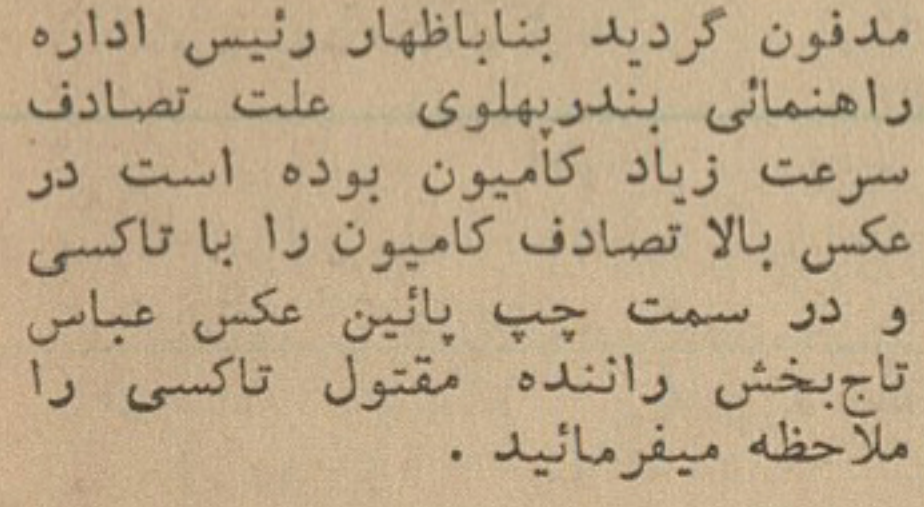 مدفون گردید بناباظهار رئیس اداره
راهنمائی بندرپهلوی علت تصادف
سرعت زیاد کامیون بوده است در
عکس بالا تصادف کامیون را با تاکسی
و در سمت چپ پائین عکس عباس
تاج‌بخش راننده مقتول تاکسی را
ملاحظه میفرمائید .